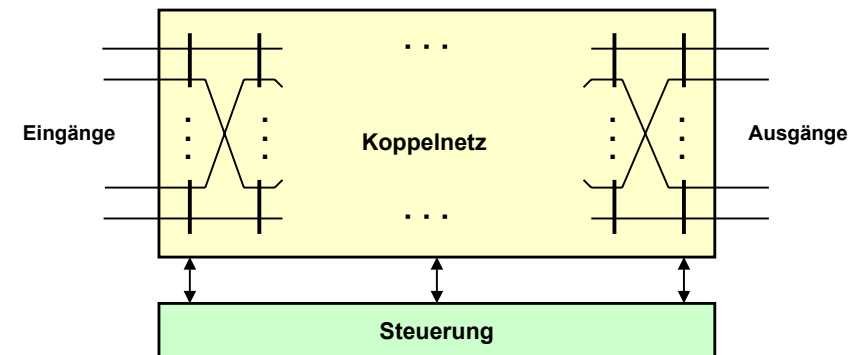 . . .
Eingänge
Koppelnetz
Ausgänge
. . .
Steuerung